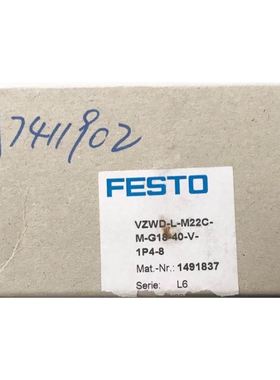 7411902
FESTO
VZWD-L-M22C-
M-G18-40-V-
1P4-8
Mat.-Nr.: 1491837
Serie: L6